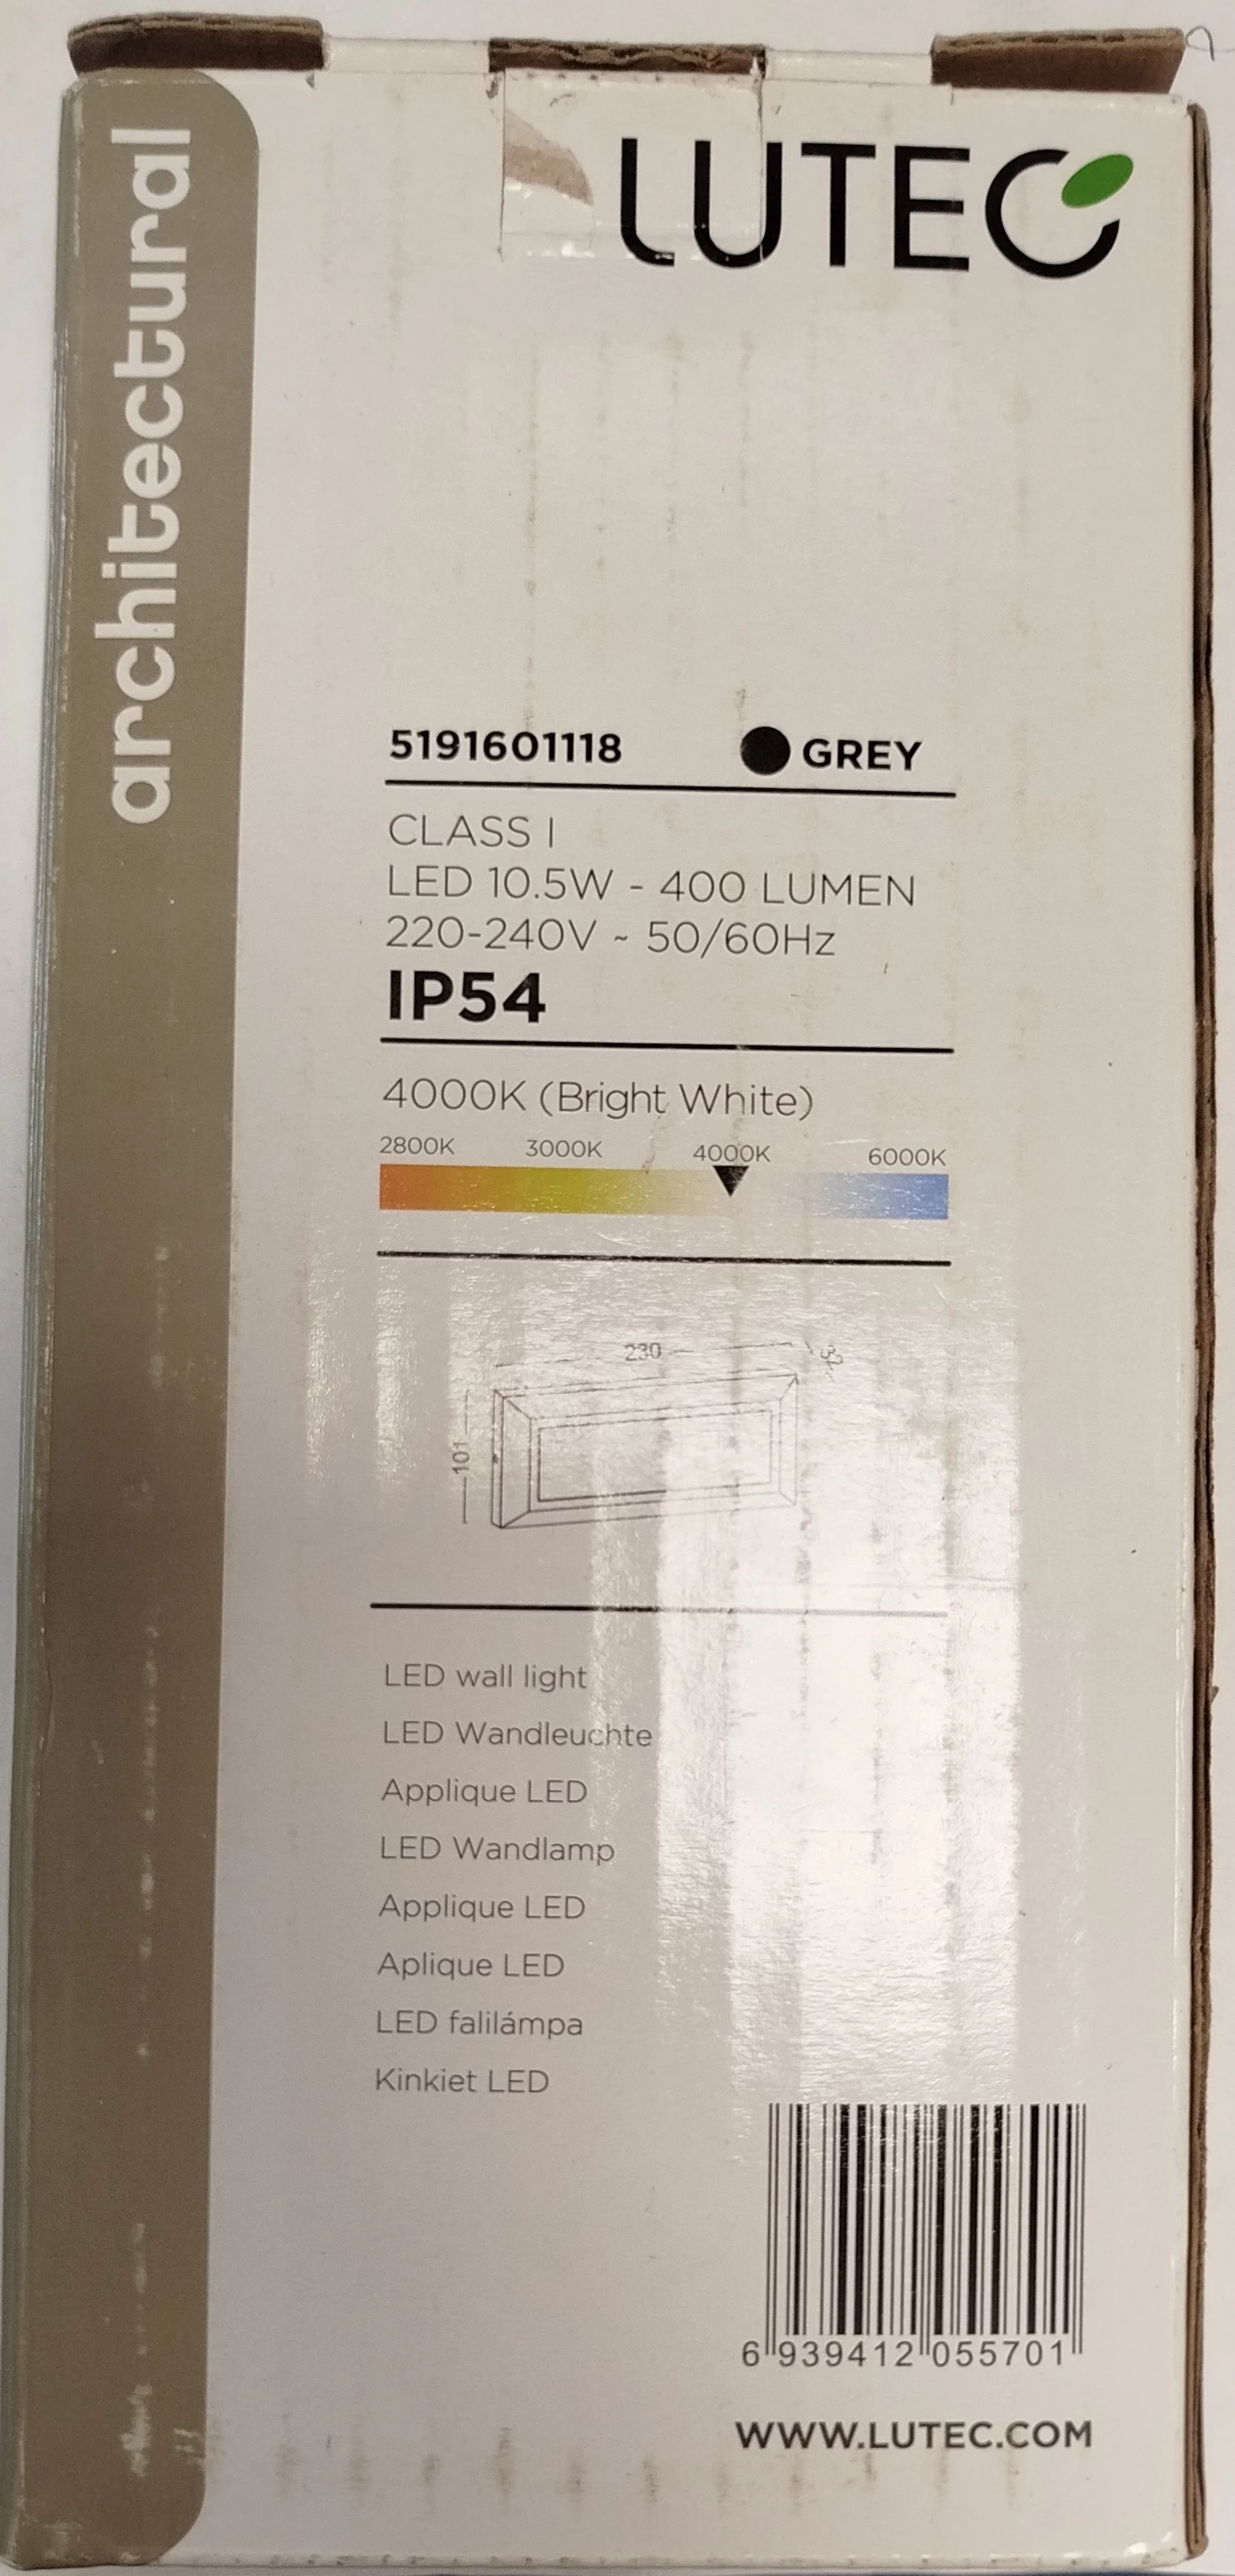 architectural
LUTEC
5191601118 GREY
CLASS I
LED 10.5W - 400 LUMEN
220-240V ~ 50/60Hz
IP54
4000K (Bright White)
2800K 3000K 4000K 6000K
230 32
101
LED wall light
LED Wandleuchte
Applique LED
LED Wandlamp
Applique LED
Aplique LED
LED falilámpa
Kinkiet LED
6 939412 055701
WWW.LUTEC.COM